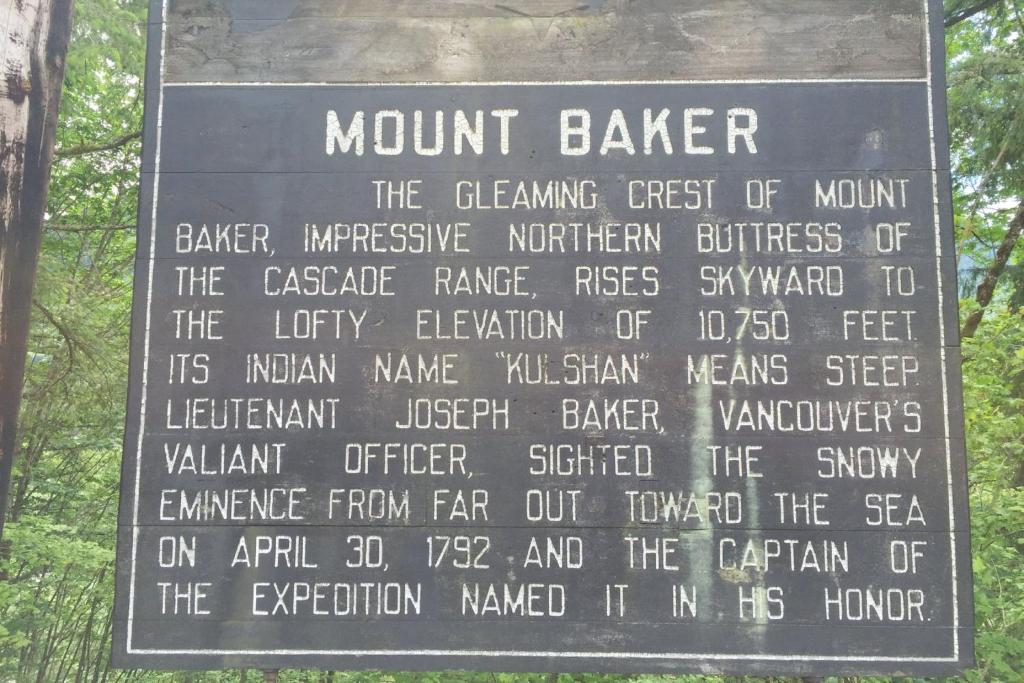 MOUNT BAKER
THE GLEAMING CREST OF MOUNT
BAKER, IMPRESSIVE NORTHERN BUTTRESS OF
THE CASCADE RANGE, RISES SKYWARD TO
THE LOFTY ELEVATION OF 10,750 FEET.
ITS INDIAN NAME "KULSHAN" MEANS STEEP.
LIEUTENANT JOSEPH BAKER, VANCOUVER'S
VALIANT OFFICER, SIGHTED THE SNOWY
EMINENCE FROM FAR OUT TOWARD THE SEA
ON APRIL 30, 1792 AND THE CAPTAIN OF
THE EXPEDITION NAMED IT IN HIS HONOR.